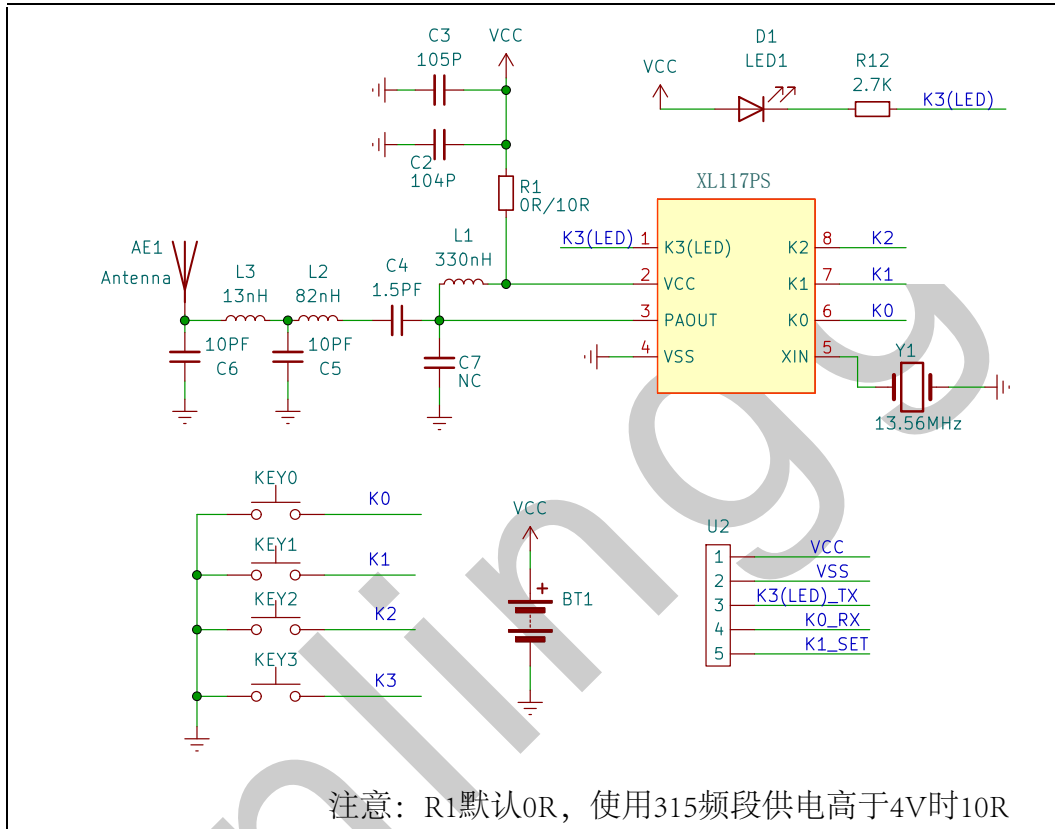 C3
105P
VCC
D1
LED1
VCC
R12
2.7K
K3(LED)
C2
104P
R1
0R/10R
XL117PS
AE1
Antenna
L3
13nH
L2
82nH
C4
1.5PF
L1
330nH
K3(LED) 1 K3(LED)
2 VCC
3 PAOUT
4 VSS
K2 8 K2
K1 7 K1
K0 6 K0
XIN 5
Y1
13.56MHz
10PF
C6
10PF
C5
C7
NC
KEY0
K0
KEY1
K1
KEY2
K2
KEY3
K3
VCC
+
BT1
U2
1 VCC
2 VSS
3 K3(LED)_TX
4 K0_RX
5 K1_SET
注意：R1默认0R，使用315频段供电高于4V时10R